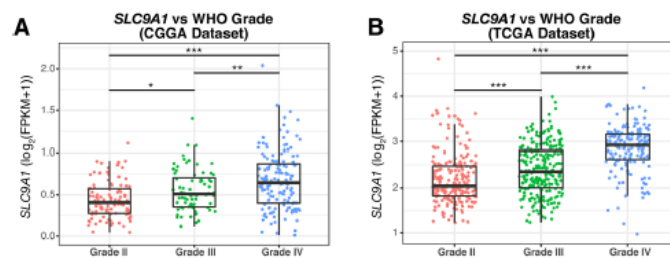 A
SLC9A1 vs WHO Grade
(CGGA Dataset)
SLC9A1 (log2(FPKM+1))
2.0
1.5
1.0
0.5
0.0
***
**
*
Grade II
Grade III
Grade IV
B
SLC9A1 vs WHO Grade
(TCGA Dataset)
SLC9A1 (log2(FPKM+1))
5
4
3
2
1
***
***
***
Grade II
Grade III
Grade IV